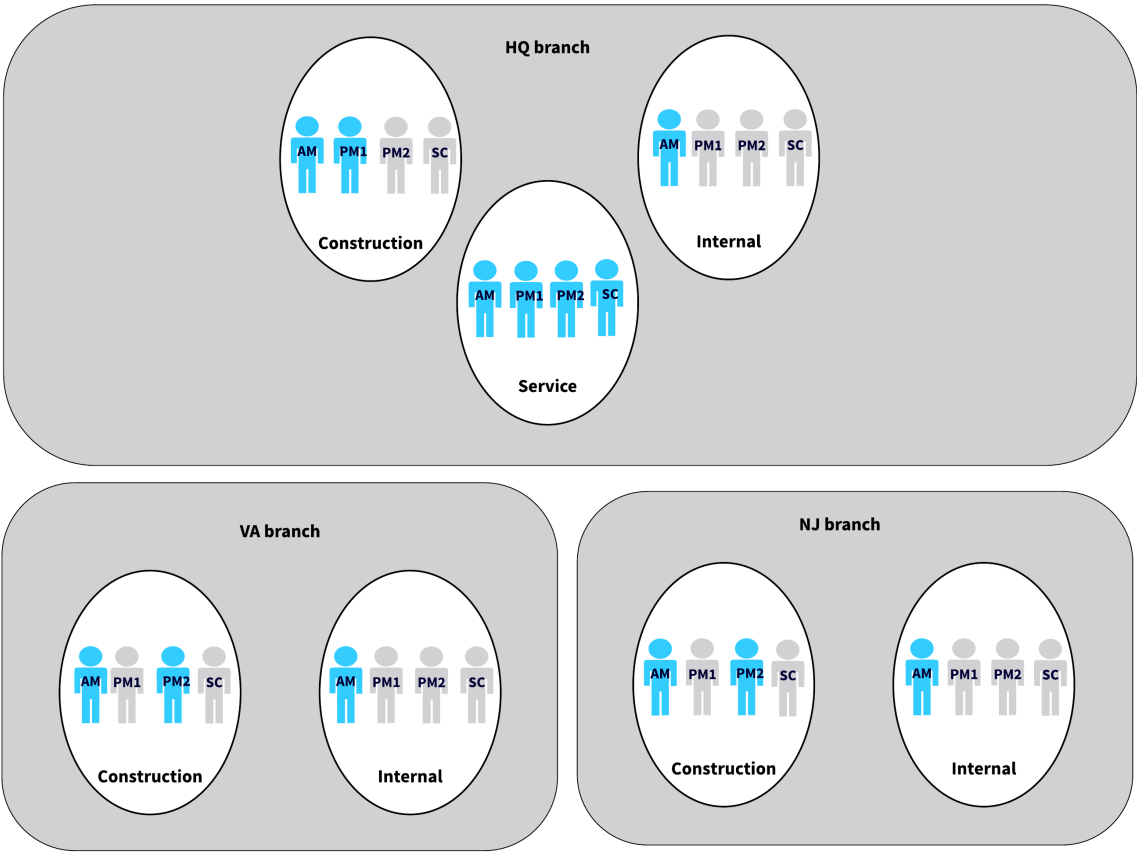 HQ branch
AM PM1 PM2 SC
Construction
AM PM1 PM2 SC
Internal
AM PM1 PM2 SC
Service
VA branch
AM PM1 PM2 SC
Construction
AM PM1 PM2 SC
Internal
NJ branch
AM PM1 PM2 SC
Construction
AM PM1 PM2 SC
Internal